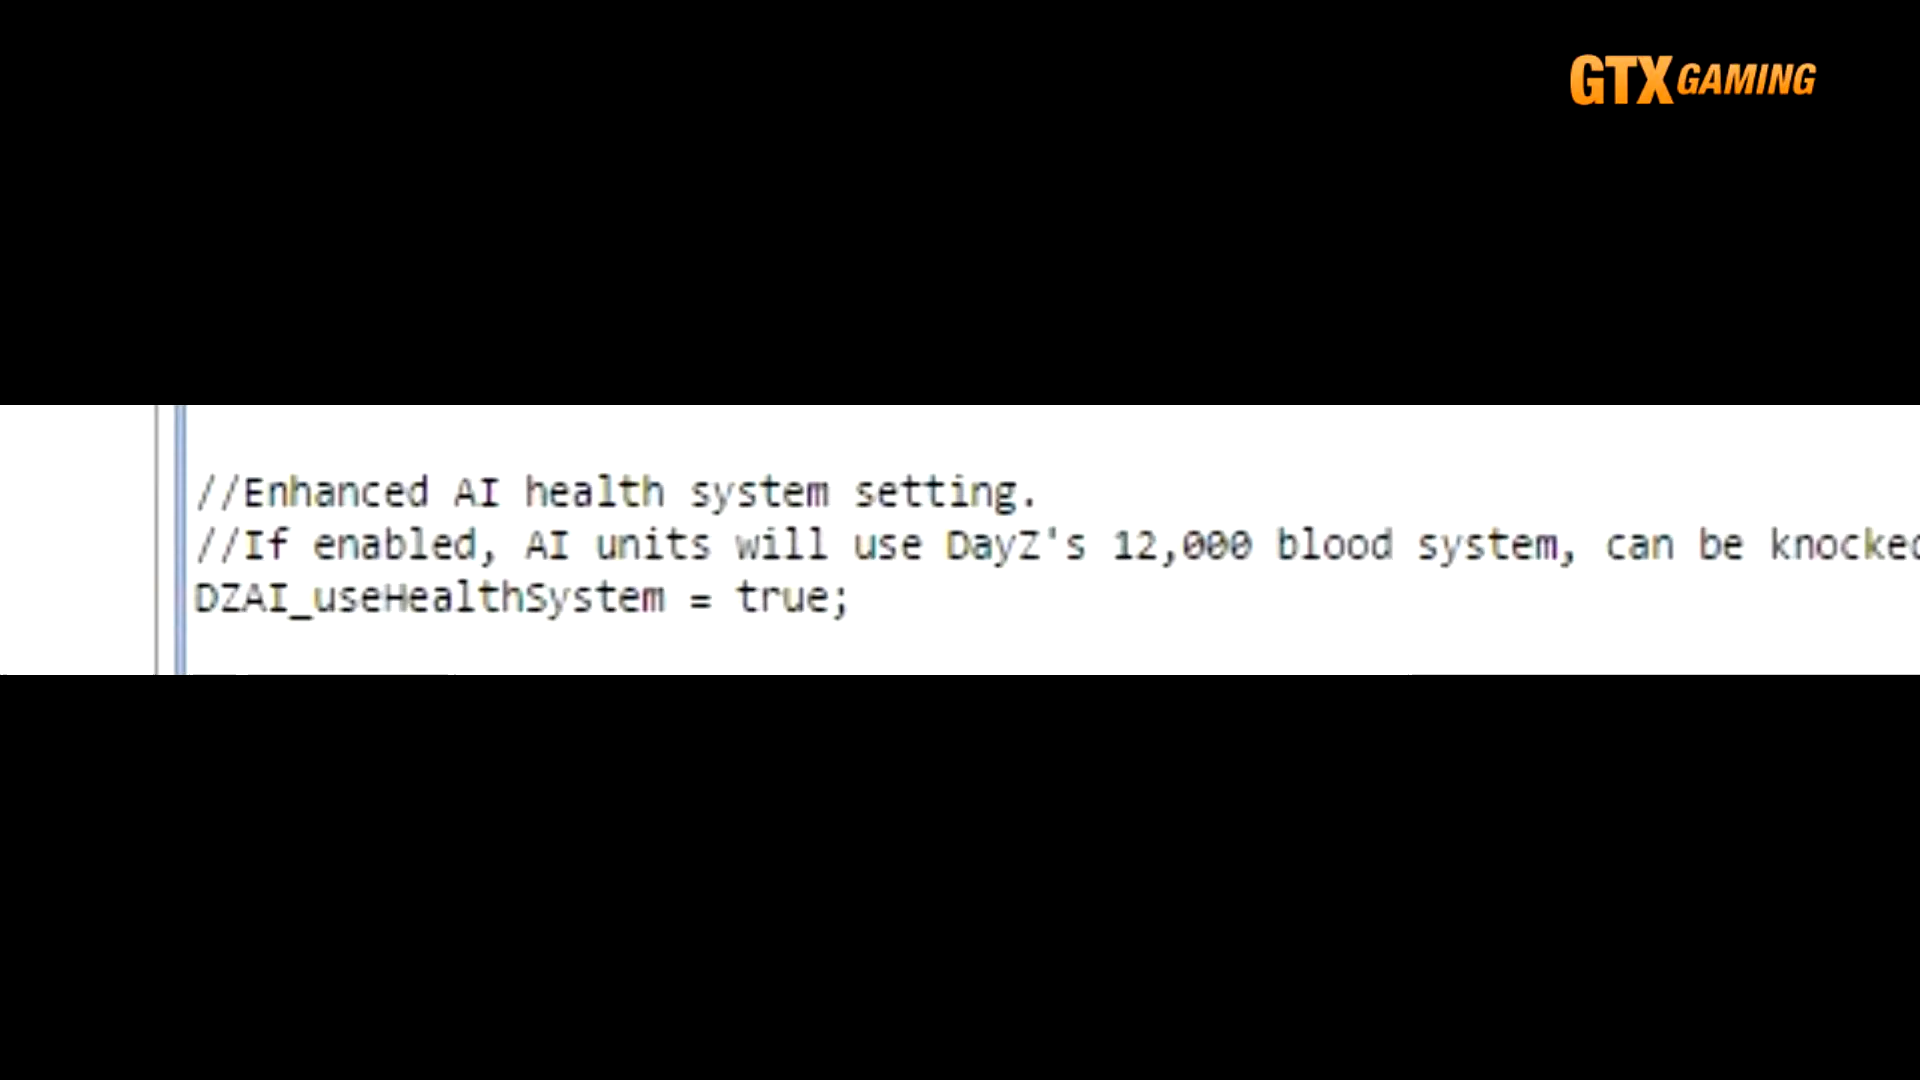 GTX GAMING
//Enhanced AI health system setting.
//If enabled, AI units will use DayZ's 12,000 blood system, can be knocked
DZAI_useHealthSystem = true;